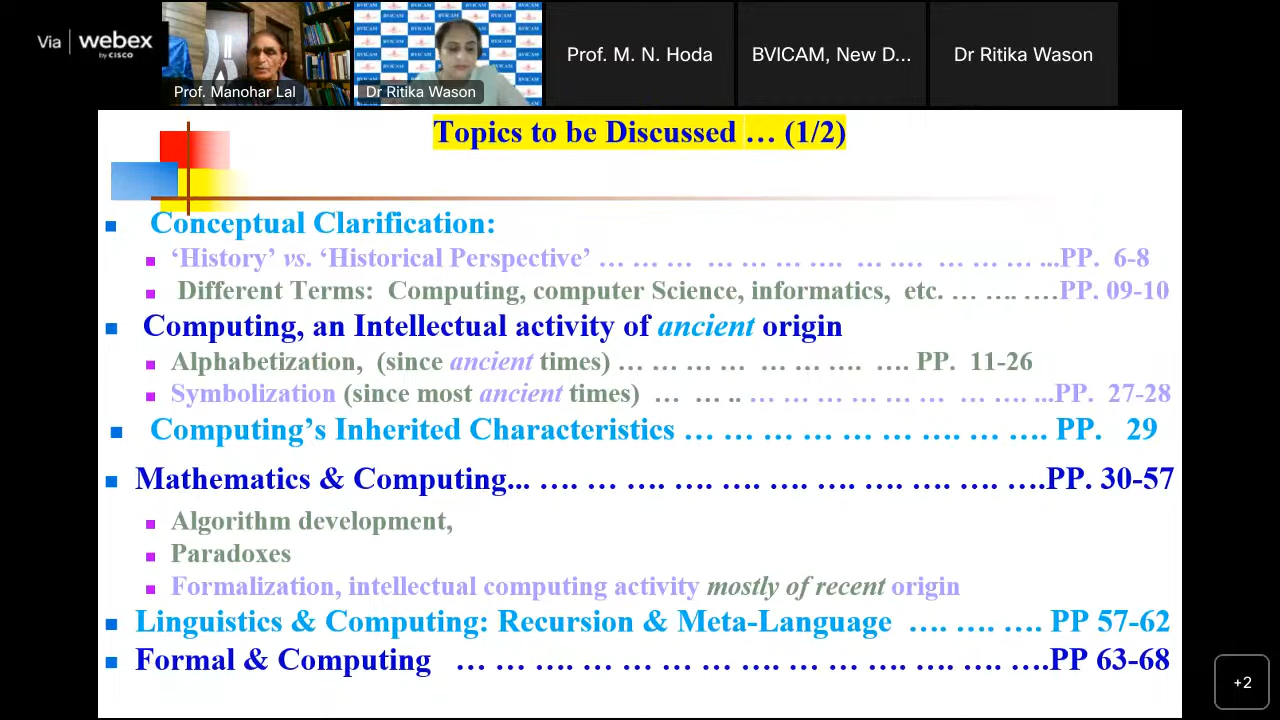 Via webex
by CISCO
BVICAM
Prof. Manohar Lal
Dr Ritika Wason
Prof. M. N. Hoda
BVICAM, New D...
Dr Ritika Wason
Topics to be Discussed … (1/2)
Conceptual Clarification:
‘History’ vs. ‘Historical Perspective’ … … … … … … …. … …. … … … ...PP. 6-8
Different Terms: Computing, computer Science, informatics, etc. … …. ….PP. 09-10
Computing, an Intellectual activity of ancient origin
Alphabetization, (since ancient times) … … … … … … …. …. PP. 11-26
Symbolization (since most ancient times) … … .. … … … … … … … …. ...PP. 27-28
Computing’s Inherited Characteristics … … … … … … …. … …. PP. 29
Mathematics & Computing... …. … …. …. …. …. …. …. …. …. ….PP. 30-57
Algorithm development,
Paradoxes
Formalization, intellectual computing activity mostly of recent origin
Linguistics & Computing: Recursion & Meta-Language …. …. …. PP 57-62
Formal & Computing … … …. … … … … …. … … …. …. …. ….PP 63-68
+2